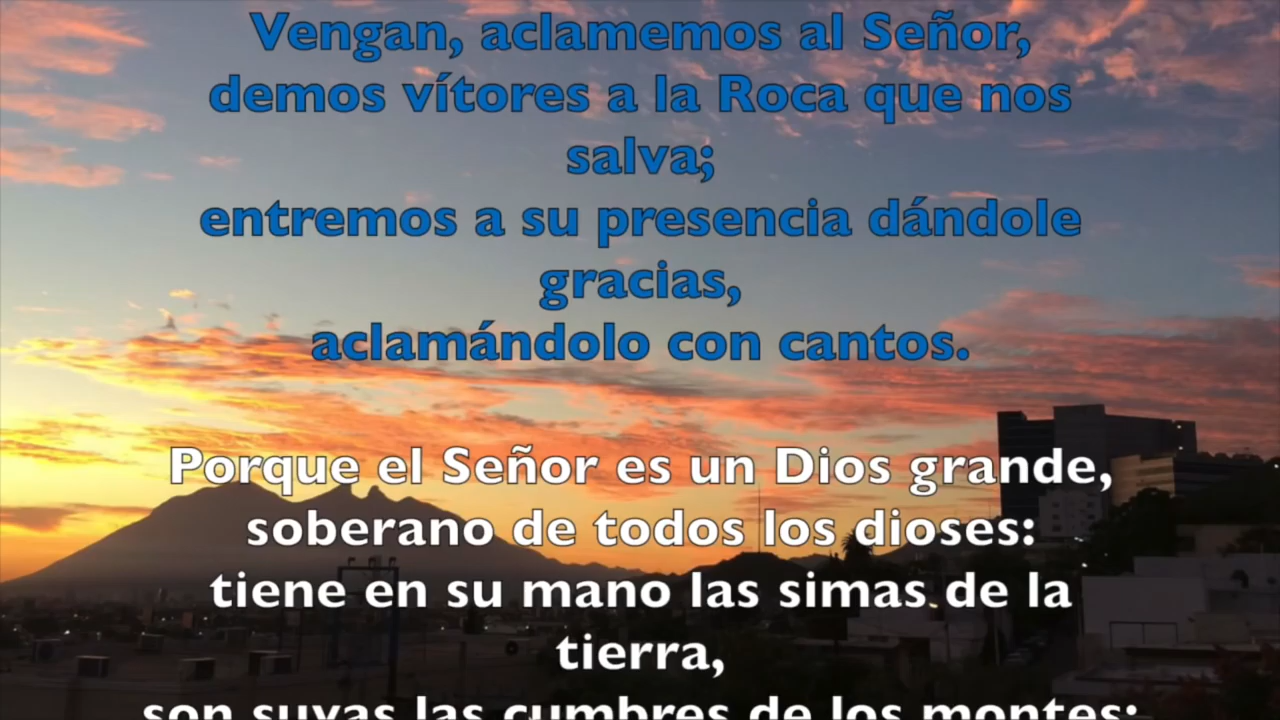 Vengan, aclamemos al Señor,
demos vítores a la Roca que nos
salva;
entremos a su presencia dándole
gracias,
aclamándolo con cantos.
Porque el Señor es un Dios grande,
soberano de todos los dioses:
tiene en su mano las simas de la
tierra,
son suyas las cumbres de los montes;